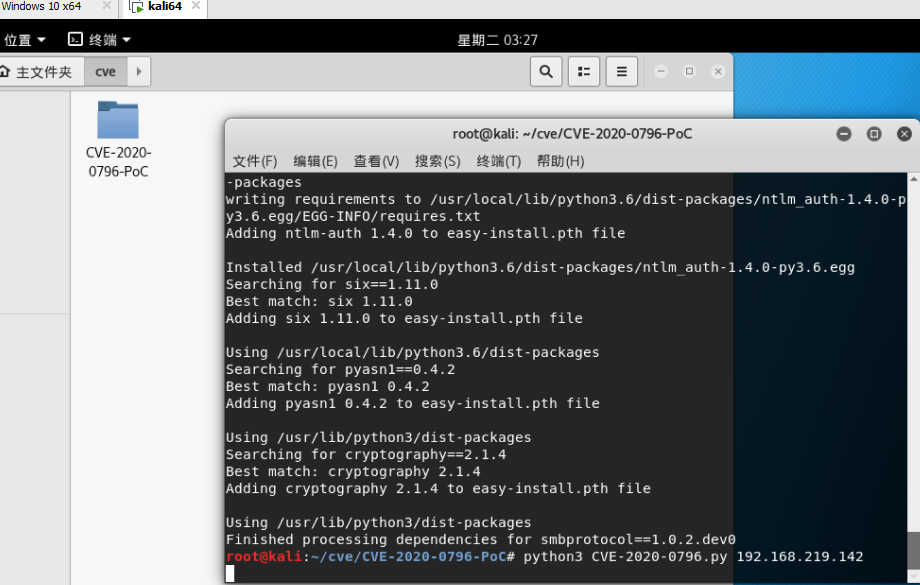 Windows 10 x64 kali64
位置 终端 星期二 03:27
主文件夹 cve
CVE-2020-
0796-PoC
root@kali: ~/cve/CVE-2020-0796-PoC
文件(F) 编辑(E) 查看(V) 搜索(S) 终端(T) 帮助(H)
-packages
writing requirements to /usr/local/lib/python3.6/dist-packages/ntlm_auth-1.4.0-p
y3.6.egg/EGG-INFO/requires.txt
Adding ntlm-auth 1.4.0 to easy-install.pth file
Installed /usr/local/lib/python3.6/dist-packages/ntlm_auth-1.4.0-py3.6.egg
Searching for six==1.11.0
Best match: six 1.11.0
Adding six 1.11.0 to easy-install.pth file
Using /usr/local/lib/python3.6/dist-packages
Searching for pyasn1==0.4.2
Best match: pyasn1 0.4.2
Adding pyasn1 0.4.2 to easy-install.pth file
Using /usr/lib/python3/dist-packages
Searching for cryptography==2.1.4
Best match: cryptography 2.1.4
Adding cryptography 2.1.4 to easy-install.pth file
Using /usr/lib/python3/dist-packages
Finished processing dependencies for smbprotocol==1.0.2.dev0
root@kali:~/cve/CVE-2020-0796-PoC# python3 CVE-2020-0796.py 192.168.219.142